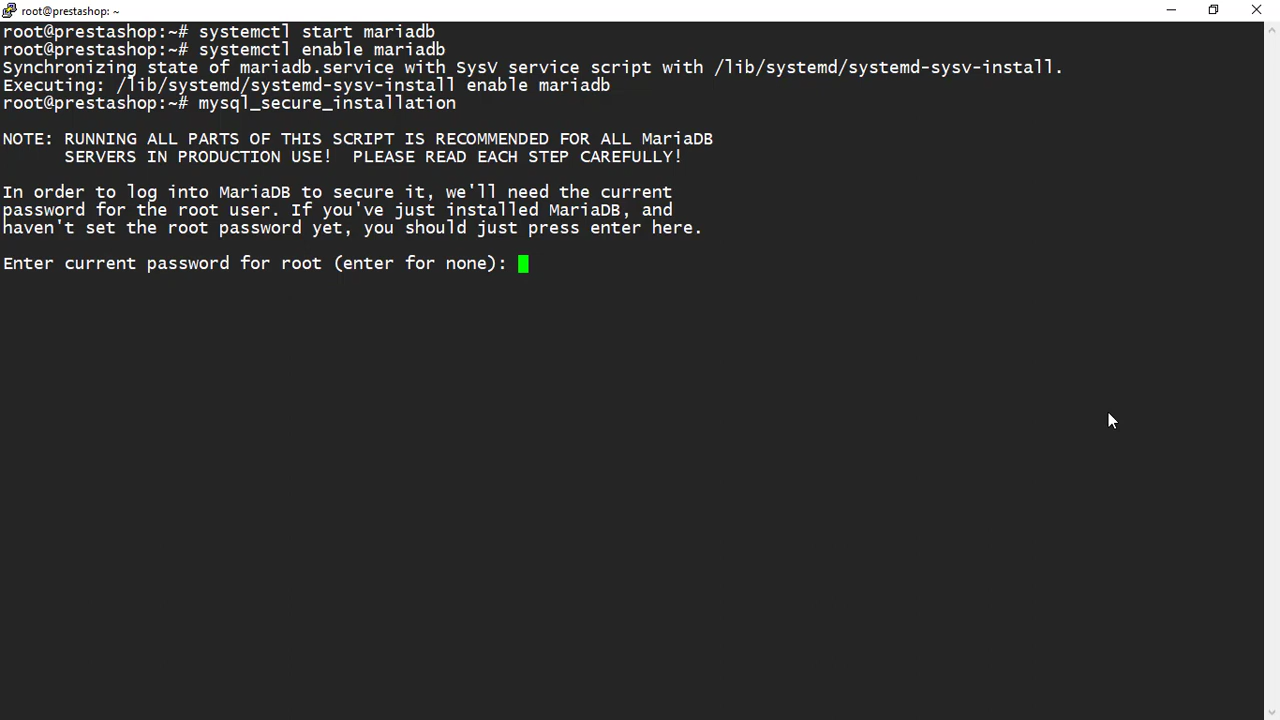 root@prestashop: ~
root@prestashop:~# systemctl start mariadb
root@prestashop:~# systemctl enable mariadb
Synchronizing state of mariadb.service with SysV service script with /lib/systemd/systemd-sysv-install.
Executing: /lib/systemd/systemd-sysv-install enable mariadb
root@prestashop:~# mysql_secure_installation
NOTE: RUNNING ALL PARTS OF THIS SCRIPT IS RECOMMENDED FOR ALL MariaDB
SERVERS IN PRODUCTION USE!  PLEASE READ EACH STEP CAREFULLY!
In order to log into MariaDB to secure it, we'll need the current
password for the root user. If you've just installed MariaDB, and
haven't set the root password yet, you should just press enter here.
Enter current password for root (enter for none):